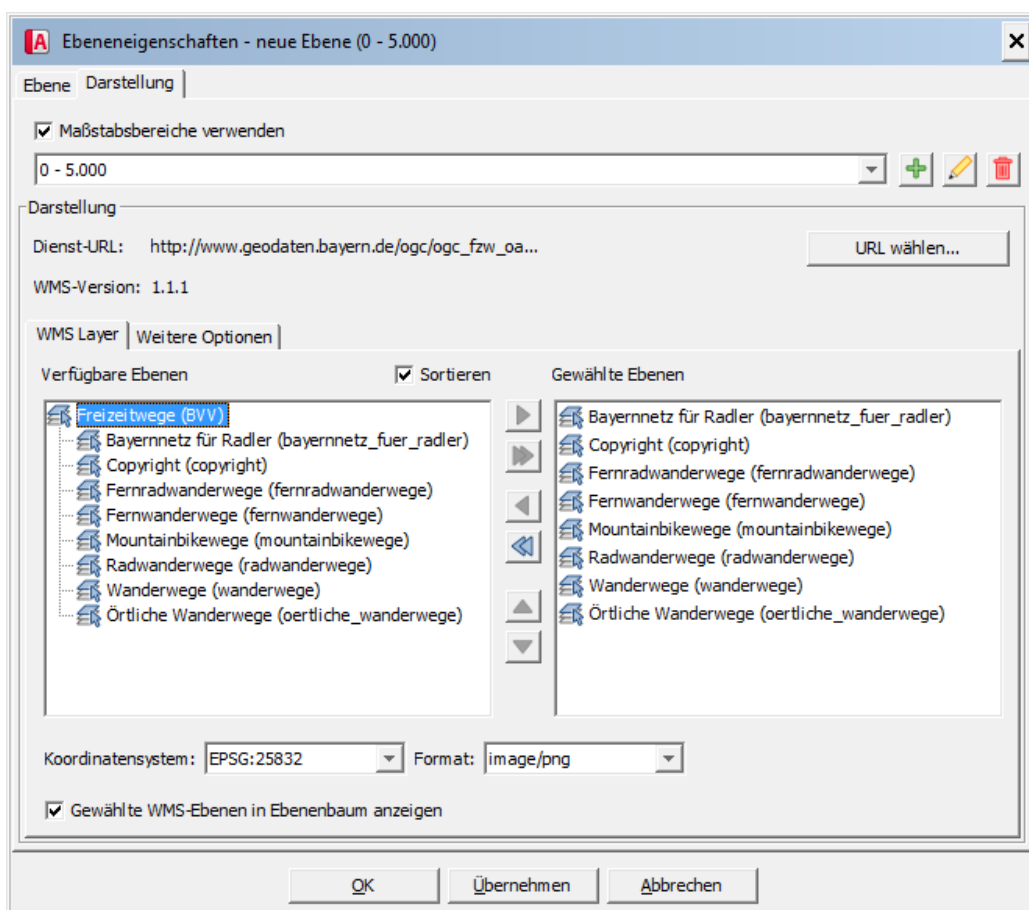 Ebeneneigenschaften - neue Ebene (0 - 5.000)
Ebene Darstellung
Maßstabsbereiche verwenden
0 - 5.000
Darstellung
Dienst-URL: http://www.geodaten.bayern.de/ogc/ogc_fzw_oa... URL wählen...
WMS-Version: 1.1.1
WMS Layer Weitere Optionen
Verfügbare Ebenen Sortieren Gewählte Ebenen
Freizeitwege (BVV)
Bayernnetz für Radler (bayernnetz_fuer_radler)
Copyright (copyright)
Fernradwanderwege (fernradwanderwege)
Fernwanderwege (fernwanderwege)
Mountainbikewege (mountainbikewege)
Radwanderwege (radwanderwege)
Wanderwege (wanderwege)
Örtliche Wanderwege (oertliche_wanderwege)
Bayernnetz für Radler (bayernnetz_fuer_radler)
Copyright (copyright)
Fernradwanderwege (fernradwanderwege)
Fernwanderwege (fernwanderwege)
Mountainbikewege (mountainbikewege)
Radwanderwege (radwanderwege)
Wanderwege (wanderwege)
Örtliche Wanderwege (oertliche_wanderwege)
Koordinatensystem: EPSG:25832 Format: image/png
Gewählte WMS-Ebenen in Ebenenbaum anzeigen
OK Übernehmen Abbrechen